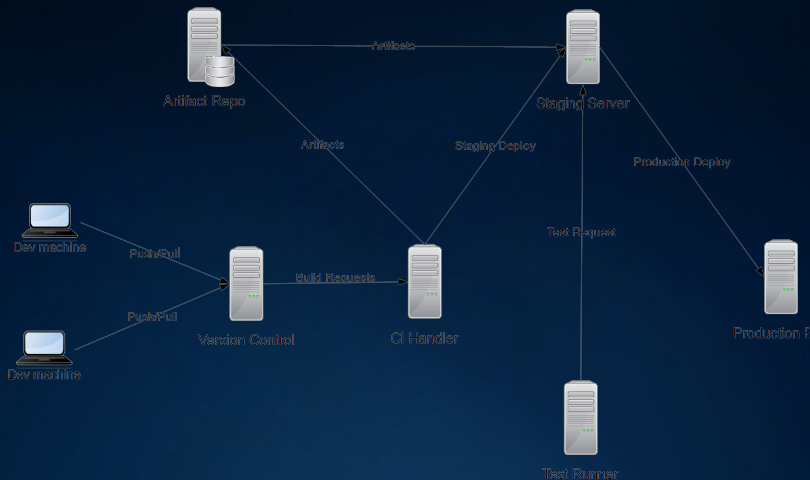 Artifacts
Artifact Repo
Staging Server
Artifacts
Staging Deploy
Production Deploy
Dev machine
Push/Pull
Test Request
Build Requests
Push/Pull
Version Control
CI Handler
Production
Dev machine
Test Runner